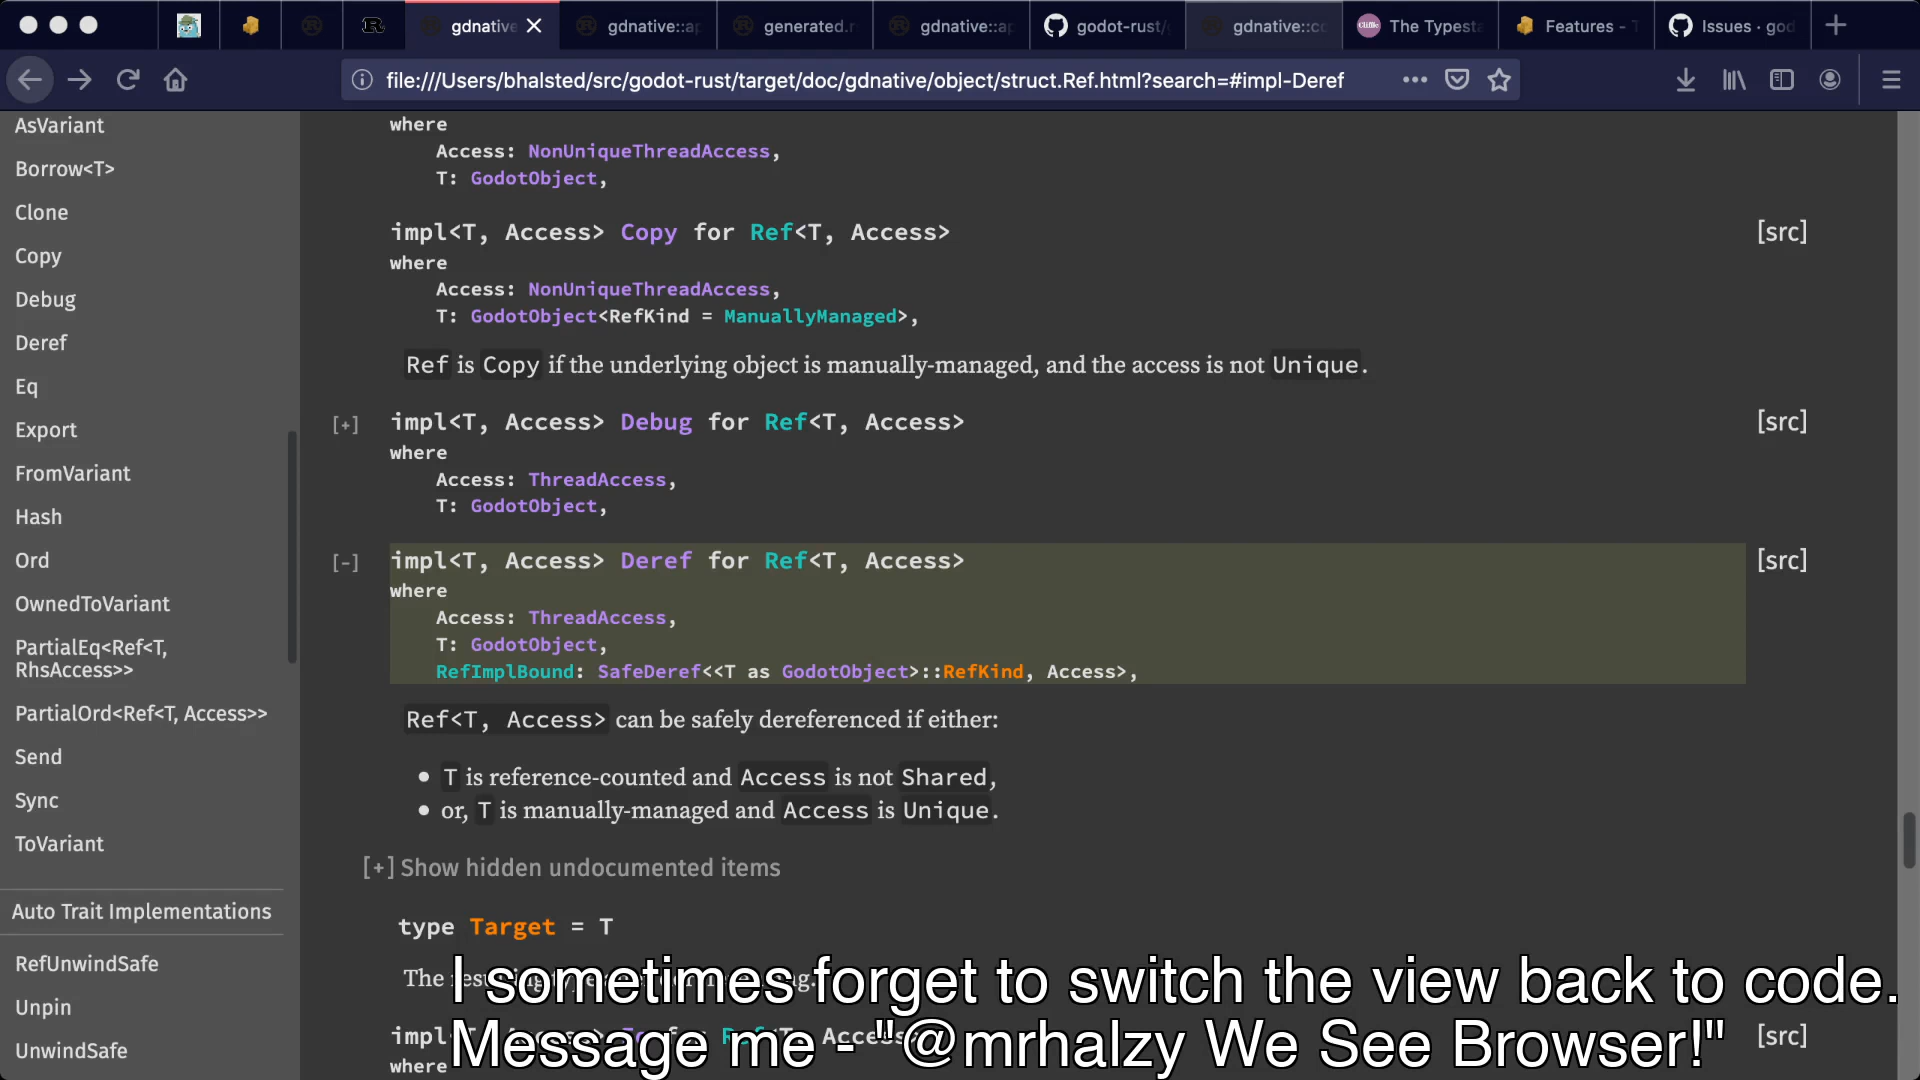 gdnative
gdnative::ap
generated.r
gdnative::ap
godot-rust/g
gdnative::co
The Typesta
Features - T
Issues · god
file:///Users/bhalsted/src/godot-rust/target/doc/gdnative/object/struct.Ref.html?search=#impl-Deref
AsVariant
Borrow<T>
Clone
Copy
Debug
Deref
Eq
Export
FromVariant
Hash
Ord
OwnedToVariant
PartialEq<Ref<T,
RhsAccess>>
PartialOrd<Ref<T, Access>>
Send
Sync
ToVariant
Auto Trait Implementations
RefUnwindSafe
Unpin
UnwindSafe
where
Access: NonUniqueThreadAccess,
T: GodotObject,
impl<T, Access> Copy for Ref<T, Access> [src]
where
Access: NonUniqueThreadAccess,
T: GodotObject<RefKind = ManuallyManaged>,
Ref is Copy if the underlying object is manually-managed, and the access is not Unique.
[+] impl<T, Access> Debug for Ref<T, Access> [src]
where
Access: ThreadAccess,
T: GodotObject,
[-] impl<T, Access> Deref for Ref<T, Access> [src]
where
Access: ThreadAccess,
T: GodotObject,
RefImplBound: SafeDeref<<T as GodotObject>::RefKind, Access>,
Ref<T, Access> can be safely dereferenced if either:
• T is reference-counted and Access is not Shared,
• or, T is manually-managed and Access is Unique.
[+] Show hidden undocumented items
type Target = T
The
I sometimes forget to switch the view back to code.
impl [src]
Message me - "@mrhalzy We See Browser!"
where